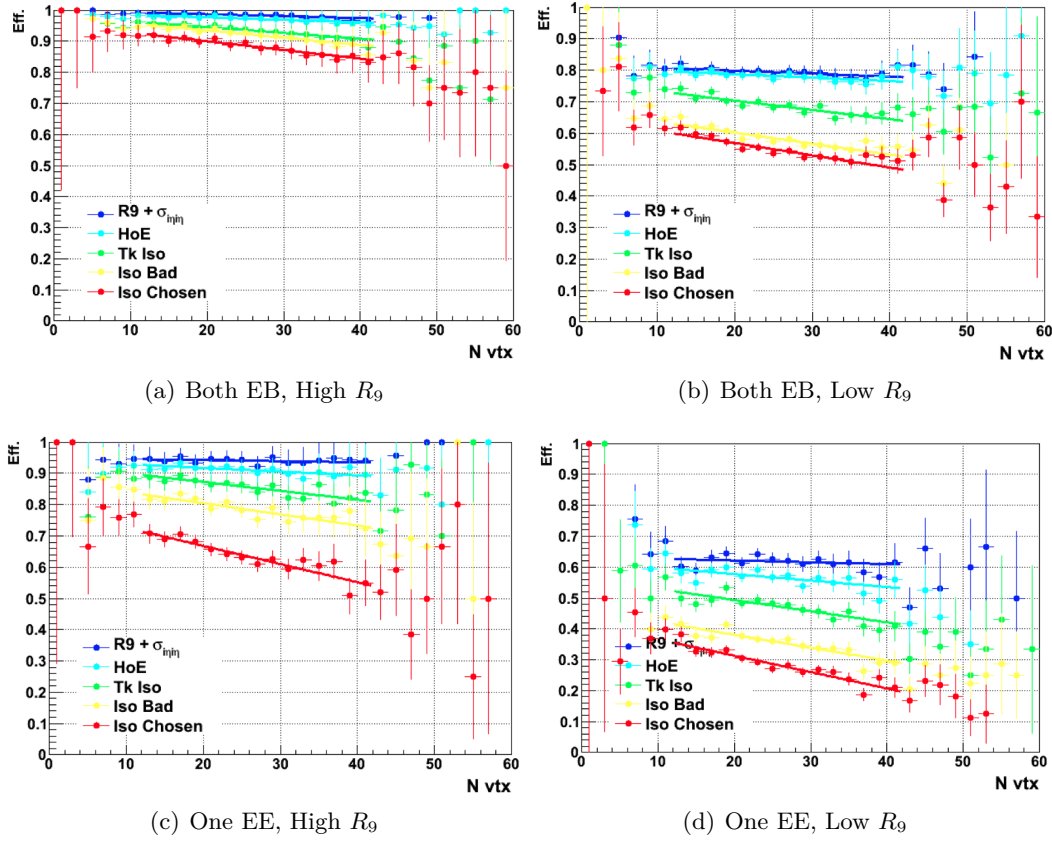 Eff.
1
0.9
0.8
0.7
0.6
0.5
0.4
0.3
0.2
0.1
0
R9 + σiηiη
HoE
Tk Iso
Iso Bad
Iso Chosen
0 10 20 30 40 50 60
N vtx
(a) Both EB, High R9
Eff.
1
0.9
0.8
0.7
0.6
0.5
0.4
0.3
0.2
0.1
0
R9 + σiηiη
HoE
Tk Iso
Iso Bad
Iso Chosen
0 10 20 30 40 50 60
N vtx
(b) Both EB, Low R9
Eff.
1
0.9
0.8
0.7
0.6
0.5
0.4
0.3
0.2
0.1
0
R9 + σiηiη
HoE
Tk Iso
Iso Bad
Iso Chosen
0 10 20 30 40 50 60
N vtx
(c) One EE, High R9
Eff.
1
0.9
0.8
0.7
0.6
0.5
0.4
0.3
0.2
0.1
0
R9 + σiηiη
HoE
Tk Iso
Iso Bad
Iso Chosen
0 10 20 30 40 50 60
N vtx
(d) One EE, Low R9